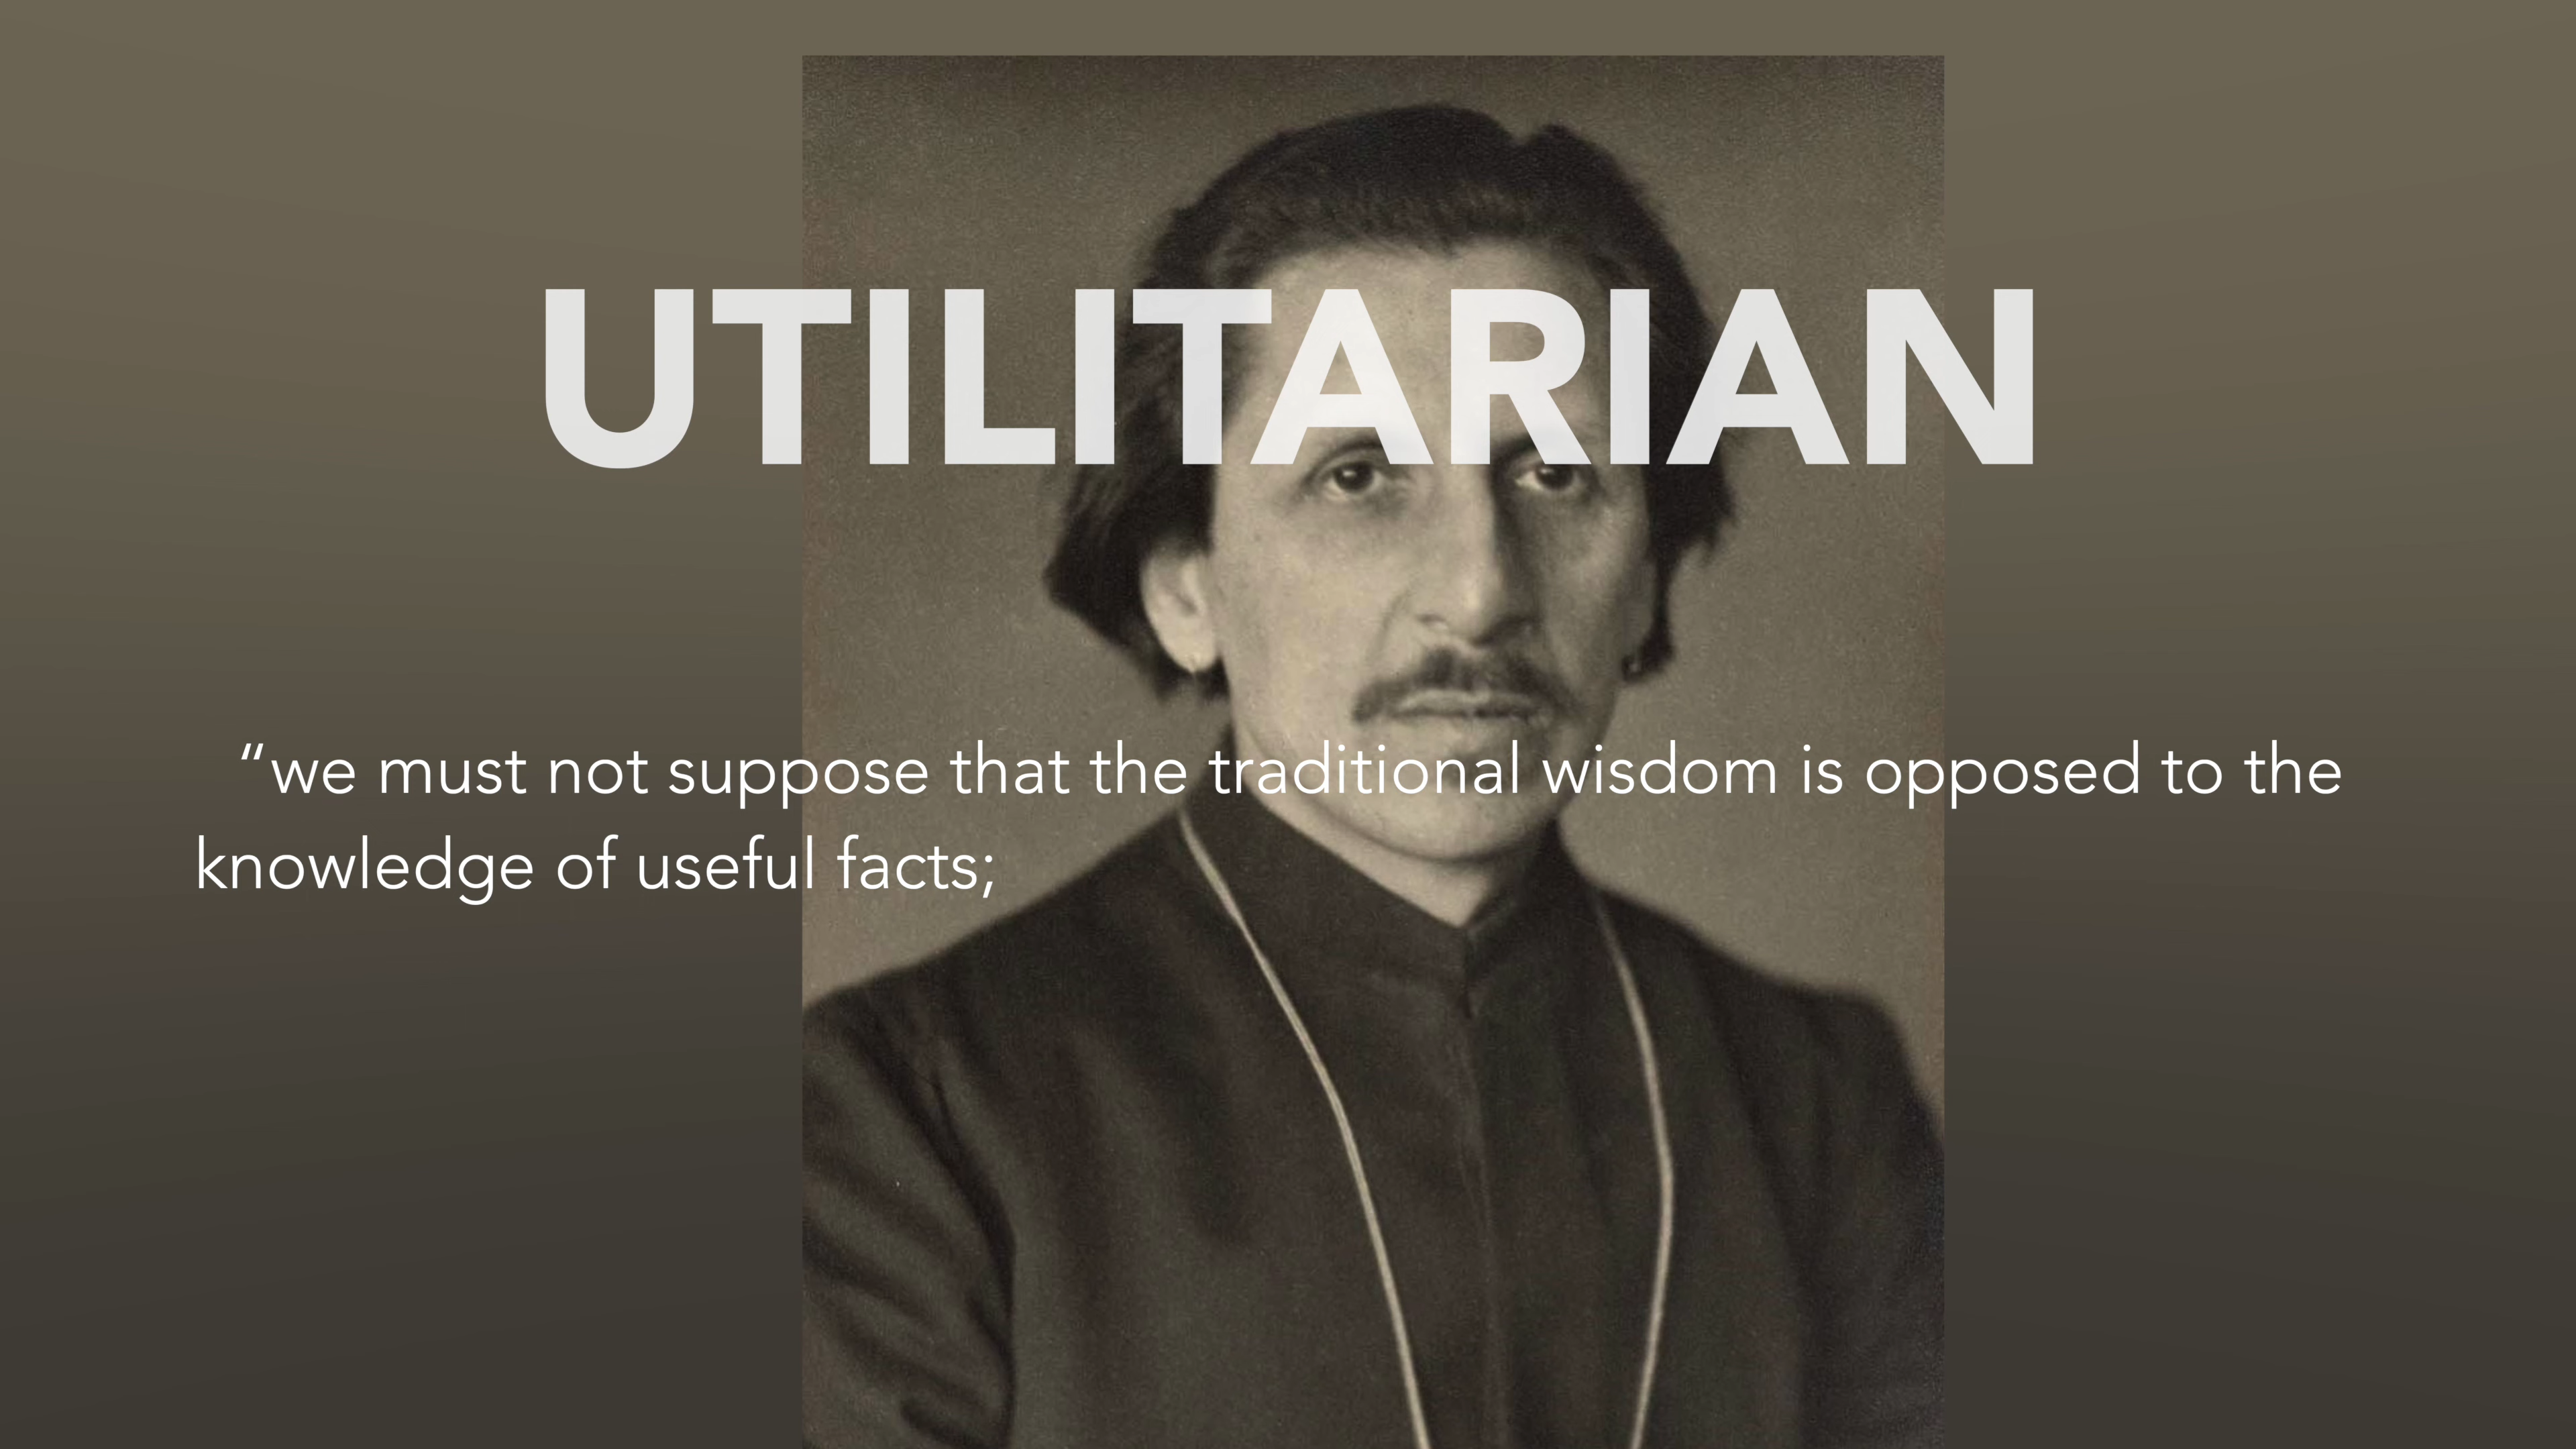 UTILITARIAN
“we must not suppose that the traditional wisdom is opposed to the
knowledge of useful facts;